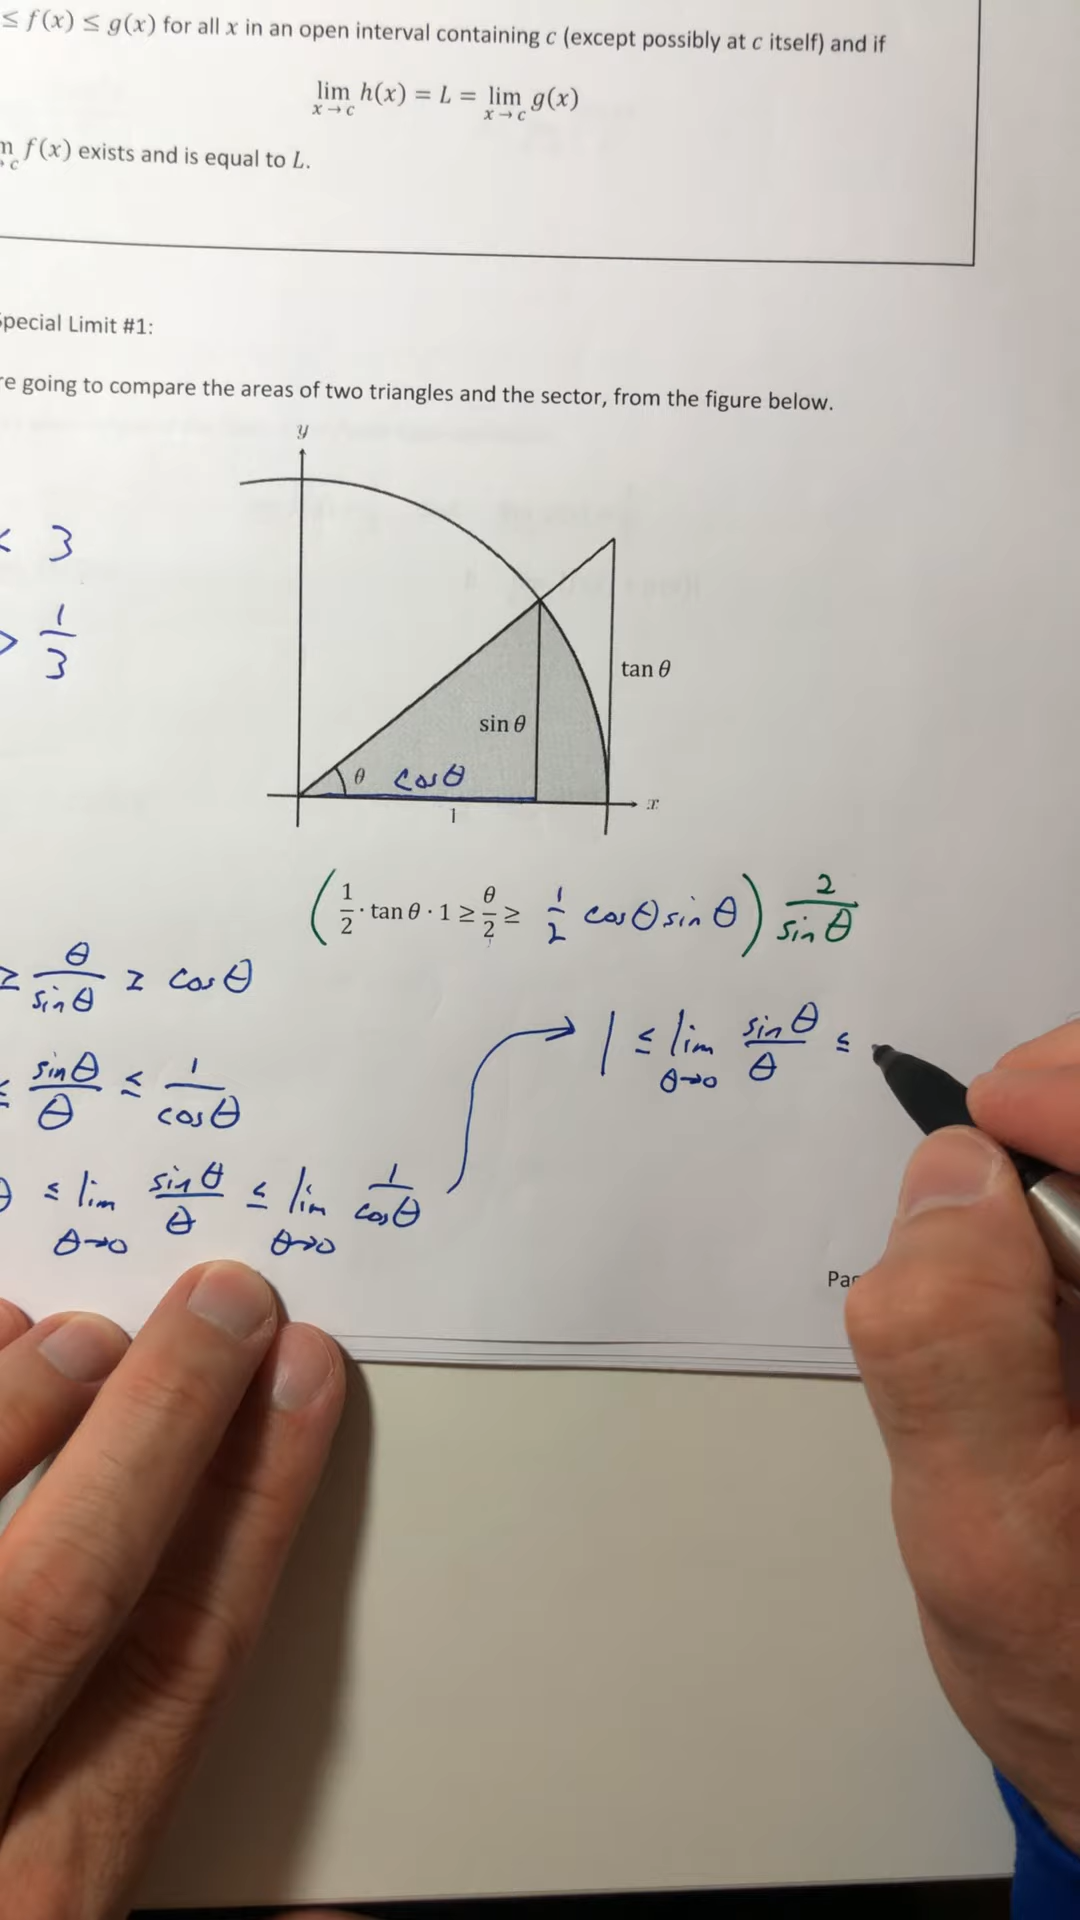 ≤ f(x) ≤ g(x) for all x in an open interval containing c (except possibly at c itself) and if
lim h(x) = L = lim g(x)
x→c x→c
f(x) exists and is equal to L.
Special Limit #1:
going to compare the areas of two triangles and the sector, from the figure below.
y
< 3
> 1/3
tan θ
sin θ
θ cos θ
x
1
(1/2 · tan θ · 1 ≥ θ/2 ≥ 1/2 cos θ sin θ) 2/sin θ
≥ θ/sin θ ≥ cos θ
1 ≤ lim sin θ/θ ≤
θ→0
≤ sin θ/θ ≤ 1/cos θ
≤ lim sin θ/θ ≤ lim 1/cos θ
θ→0 θ→0